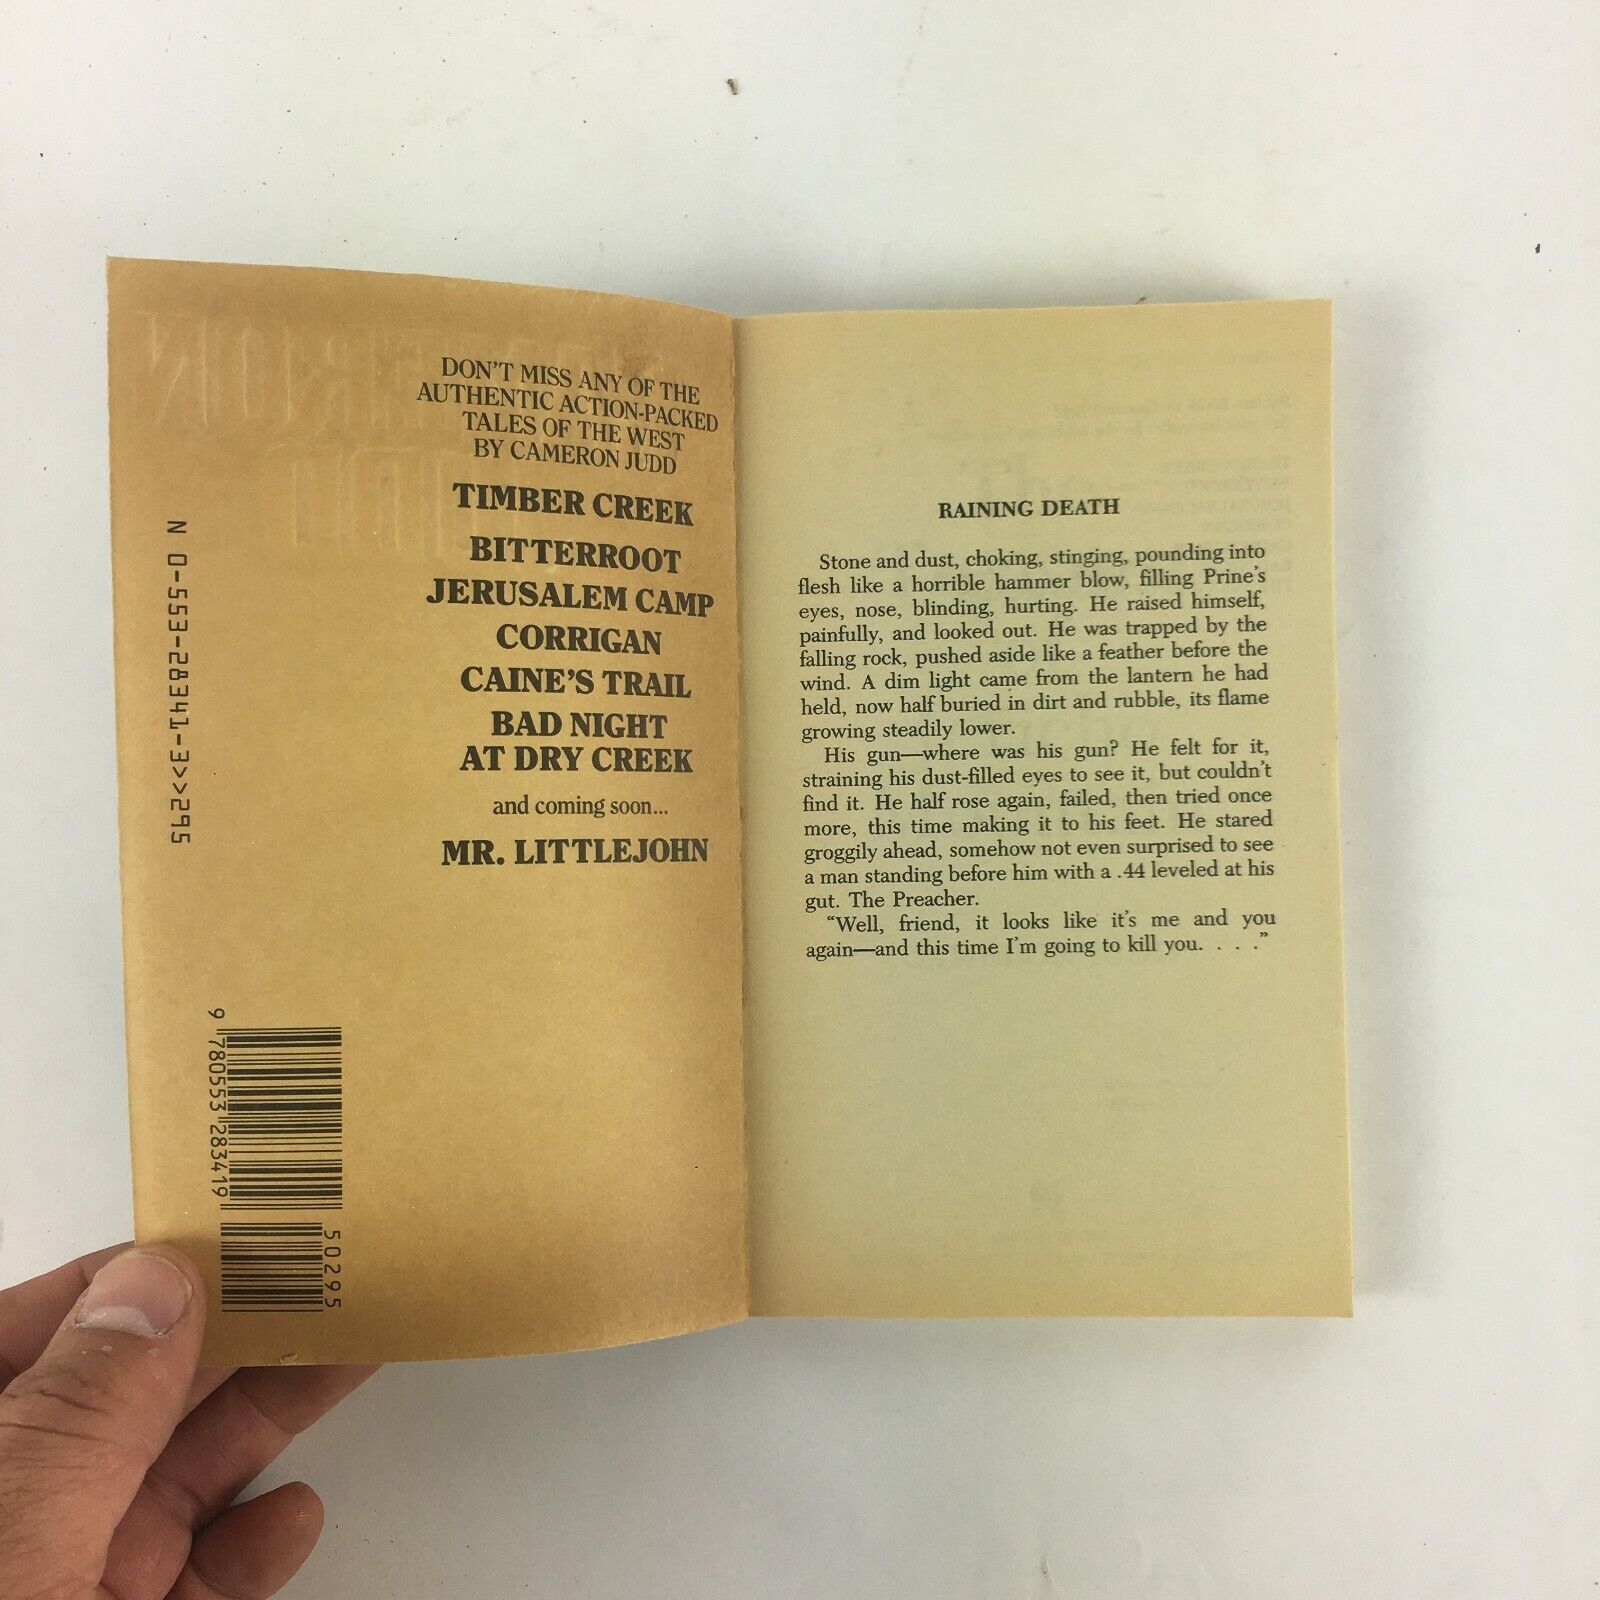 DON'T MISS ANY OF THE
AUTHENTIC ACTION-PACKED
TALES OF THE WEST
BY CAMERON JUDD
TIMBER CREEK
BITTERROOT
JERUSALEM CAMP
CORRIGAN
CAINE'S TRAIL
BAD NIGHT
AT DRY CREEK
and coming soon...
MR. LITTLEJOHN
N 0-553-28341-3>>295
9 780553 283419
50295
RAINING DEATH
Stone and dust, choking, stinging, pounding into
flesh like a horrible hammer blow, filling Prine's
eyes, nose, blinding, hurting. He raised himself,
painfully, and looked out. He was trapped by the
falling rock, pushed aside like a feather before the
wind. A dim light came from the lantern he had
held, now half buried in dirt and rubble, its flame
growing steadily lower.
His gun—where was his gun? He felt for it,
straining his dust-filled eyes to see it, but couldn't
find it. He half rose again, failed, then tried once
more, this time making it to his feet. He stared
groggily ahead, somehow not even surprised to see
a man standing before him with a .44 leveled at his
gut. The Preacher.
“Well, friend, it looks like it's me and you
again—and this time I'm going to kill you. . . .”